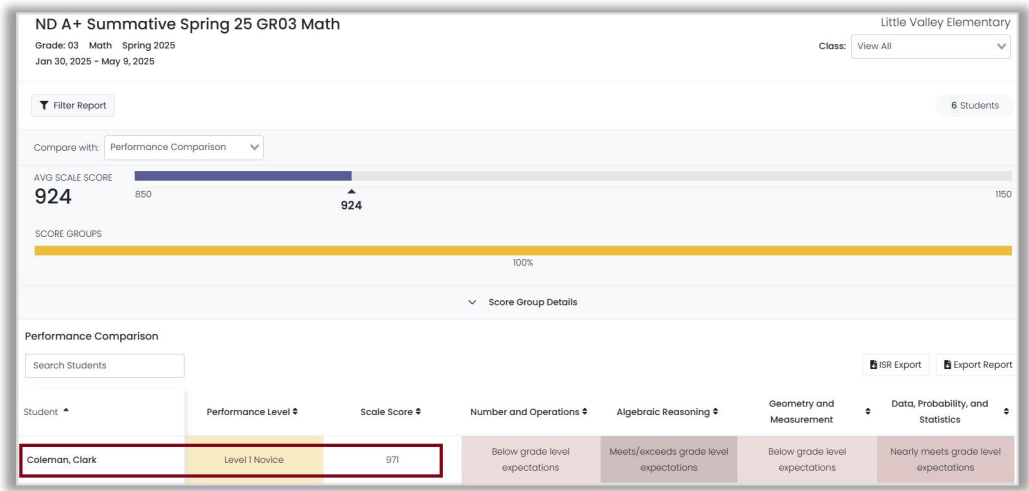 ND A+ Summative Spring 25 GR03 Math
Little Valley Elementary
Grade: 03 Math Spring 2025
Class: View All
Jan 30, 2025 - May 9, 2025
Filter Report
6 Students
Compare with: Performance Comparison
AVG SCALE SCORE
924
850
924
1150
SCORE GROUPS
100%
Score Group Details
Performance Comparison
Search Students
ISR Export
Export Report
Student
Performance Level
Scale Score
Number and Operations
Algebraic Reasoning
Geometry and
Measurement
Data, Probability, and
Statistics
Coleman, Clark
Level 1 Novice
971
Below grade level
expectations
Meets/exceeds grade level
expectations
Below grade level
expectations
Nearly meets grade level
expectations